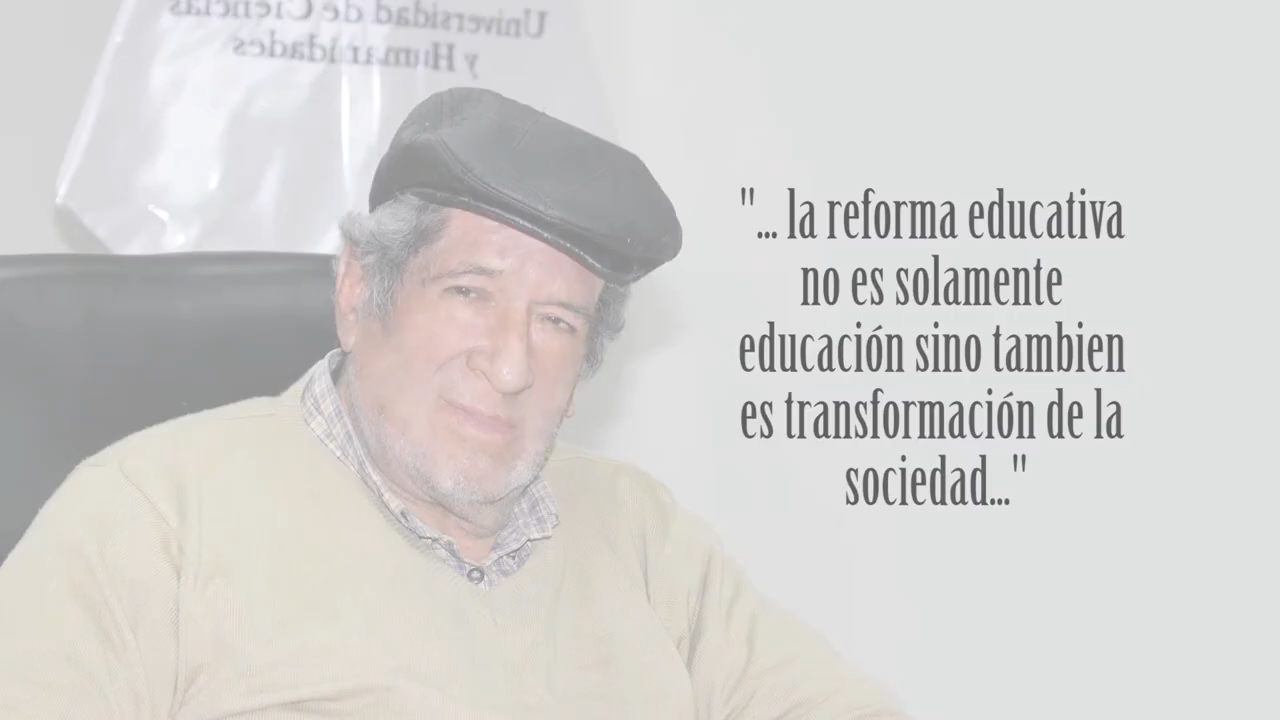 Universidad de Ciencias
y Humanidades
"... la reforma educativa
no es solamente
educación sino tambien
es transformación de la
sociedad..."